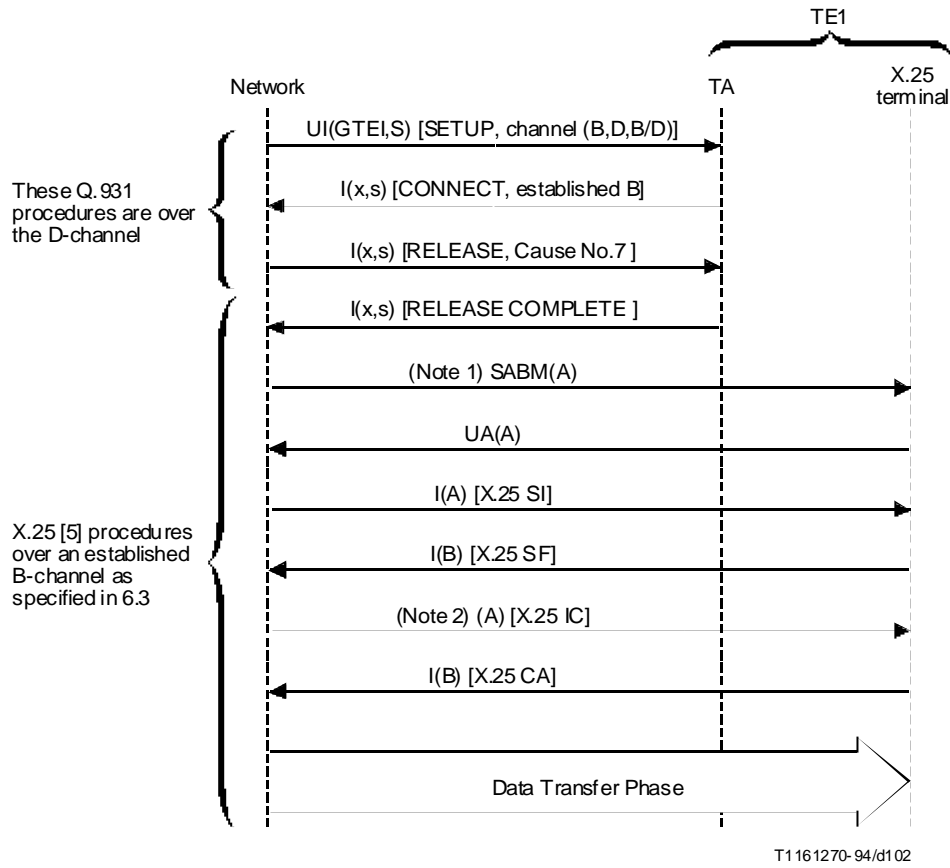 TE1
Network
TA
X.25
terminal
UI(GTEI,S) [SETUP, channel (B,D,B/D)]
These Q.931
procedures are over
the D-channel
I(x,s) [CONNECT, established B]
I(x,s) [RELEASE, Cause No.7 ]
I(x,s) [RELEASE COMPLETE ]
(Note 1) SABM(A)
UA(A)
I(A) [X.25 SI]
X.25 [5] procedures
over an established
B-channel as
specified in 6.3
I(B) [X.25 SF]
(Note 2) (A) [X.25 IC]
I(B) [X.25 CA]
Data Transfer Phase
T1161270-94/d102